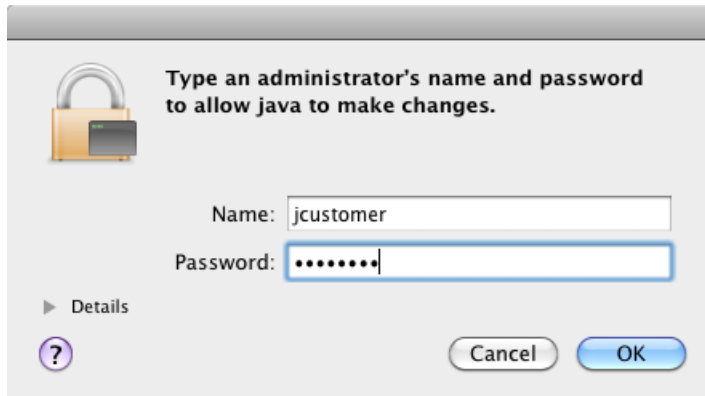 Type an administrator's name and password
to allow java to make changes.
Name: jcustomer
Password: ••••••••
Details
?
Cancel
OK